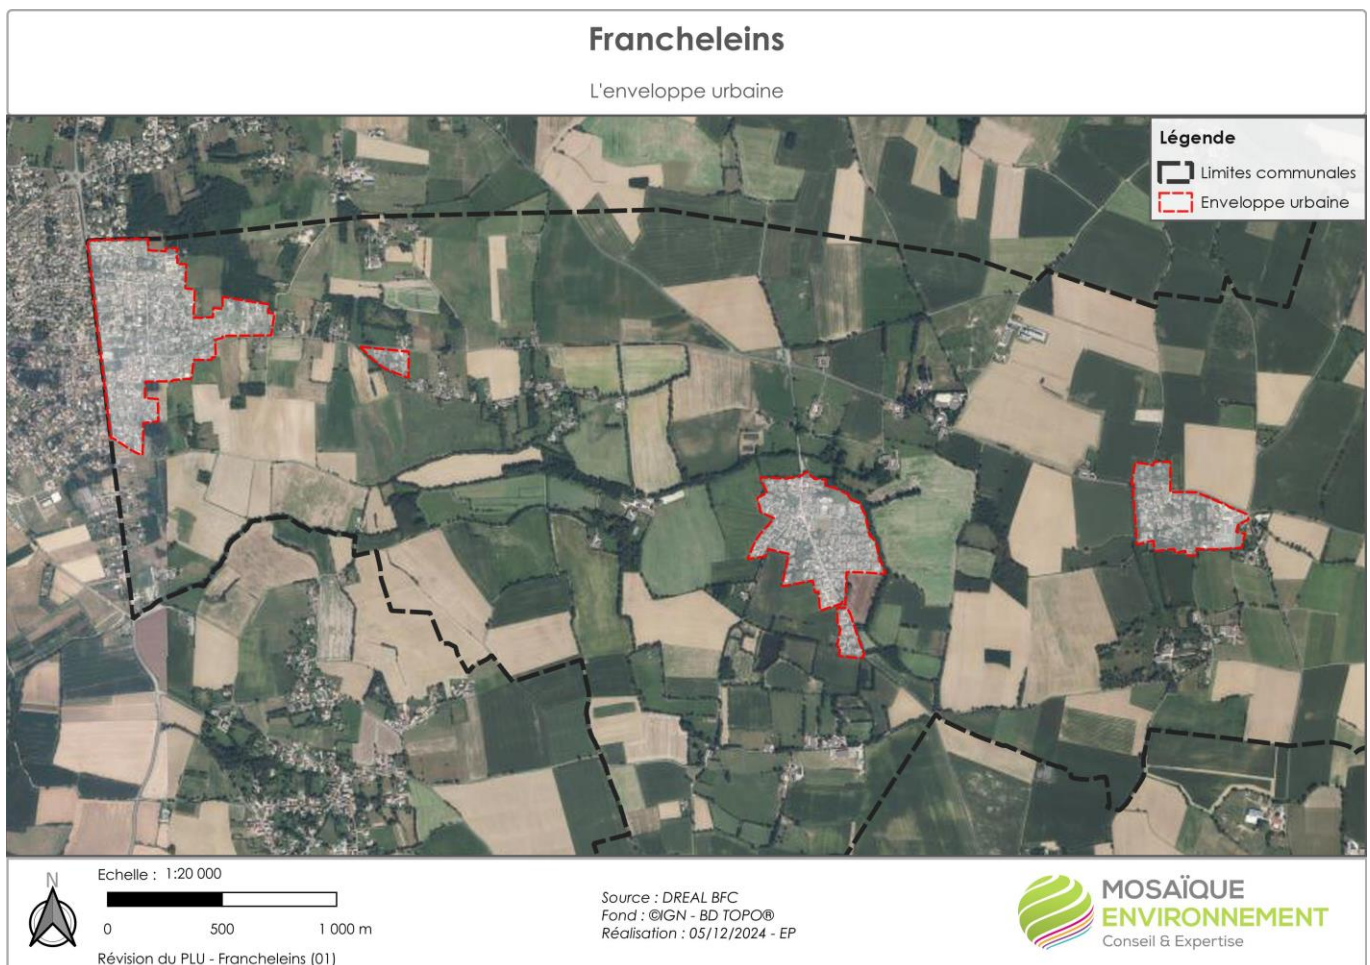 Francheleins
L'enveloppe urbaine
Légende
Limites communales
Enveloppe urbaine
N
Echelle : 1:20 000
0 500 1 000 m
Révision du PLU - Francheleins (01)
Source : DREAL BFC
Fond : ©IGN - BD TOPO®
Réalisation : 05/12/2024 - EP
MOSAÏQUE
ENVIRONNEMENT
Conseil & Expertise